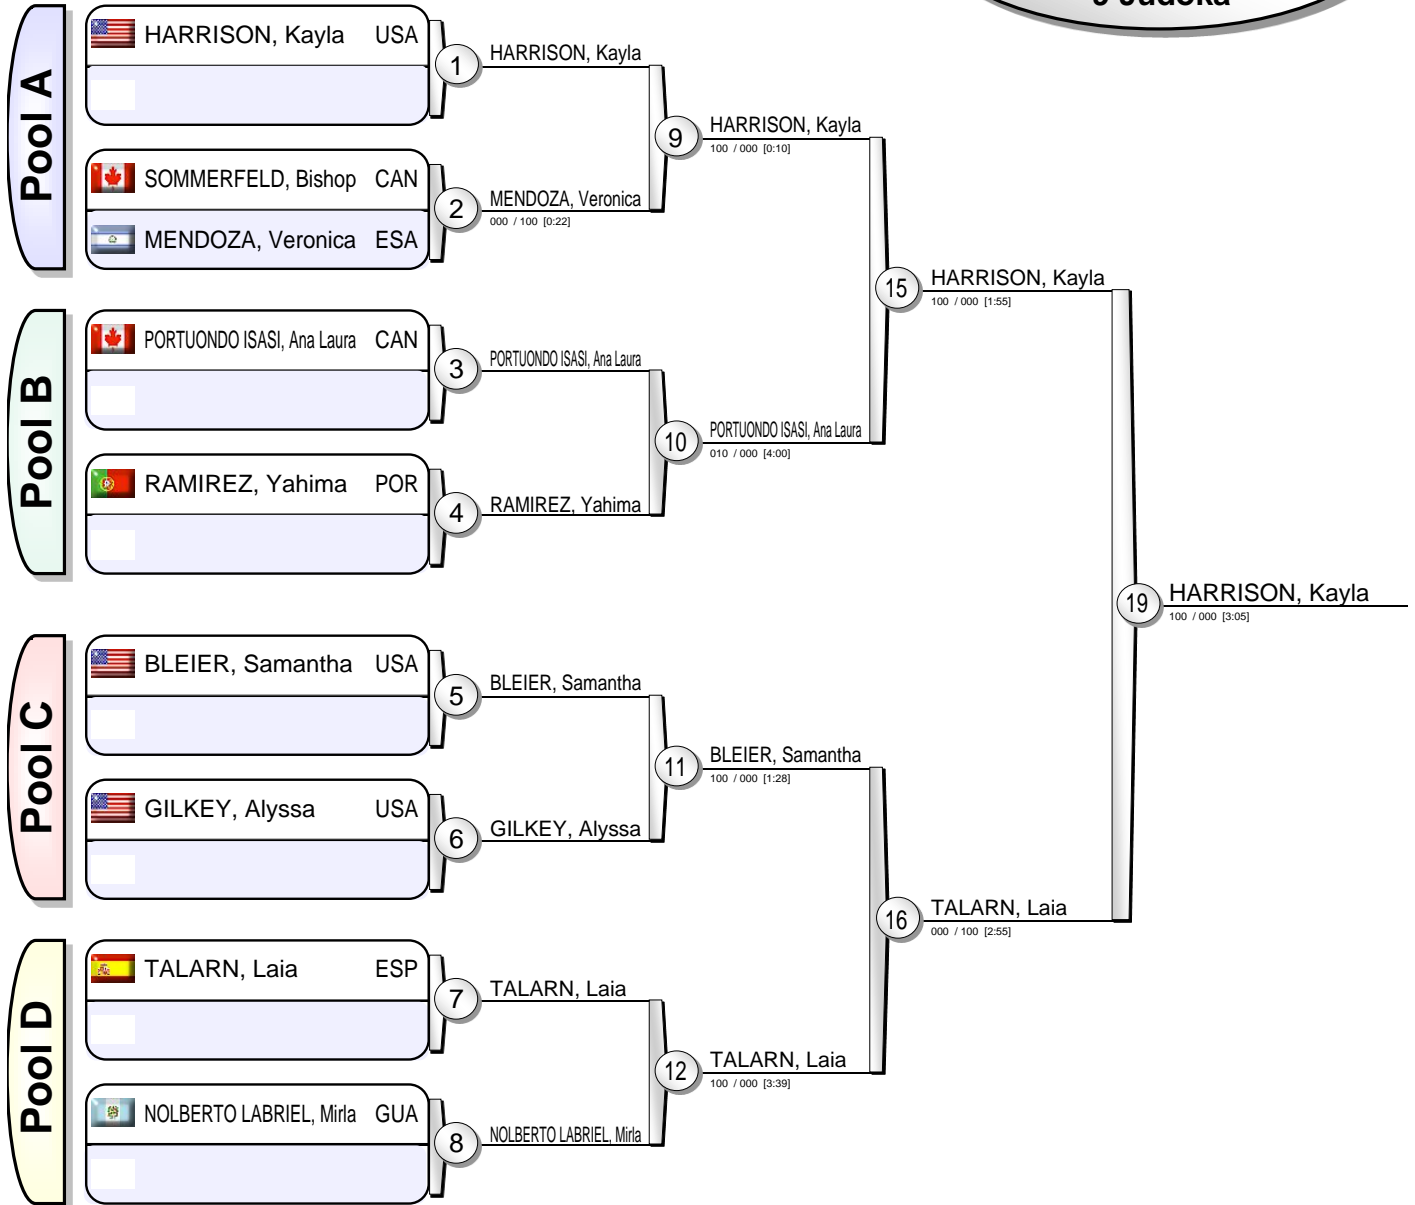 9 Judoka
Pool A
HARRISON, Kayla USA
1
HARRISON, Kayla
SOMMERFELD, Bishop CAN
MENDOZA, Veronica ESA
2
MENDOZA, Veronica
000 / 100 [0:22]
9
HARRISON, Kayla
100 / 000 [0:10]
Pool B
PORTUONDO ISASI, Ana Laura CAN
3
PORTUONDO ISASI, Ana Laura
RAMIREZ, Yahima POR
4
RAMIREZ, Yahima
10
PORTUONDO ISASI, Ana Laura
010 / 000 [4:00]
15
HARRISON, Kayla
100 / 000 [1:55]
Pool C
BLEIER, Samantha USA
5
BLEIER, Samantha
GILKEY, Alyssa USA
6
GILKEY, Alyssa
11
BLEIER, Samantha
100 / 000 [1:28]
Pool D
TALARN, Laia ESP
7
TALARN, Laia
NOLBERTO LABRIEL, Mirla GUA
8
NOLBERTO LABRIEL, Mirla
12
TALARN, Laia
100 / 000 [3:39]
16
TALARN, Laia
000 / 100 [2:55]
19
HARRISON, Kayla
100 / 000 [3:05]